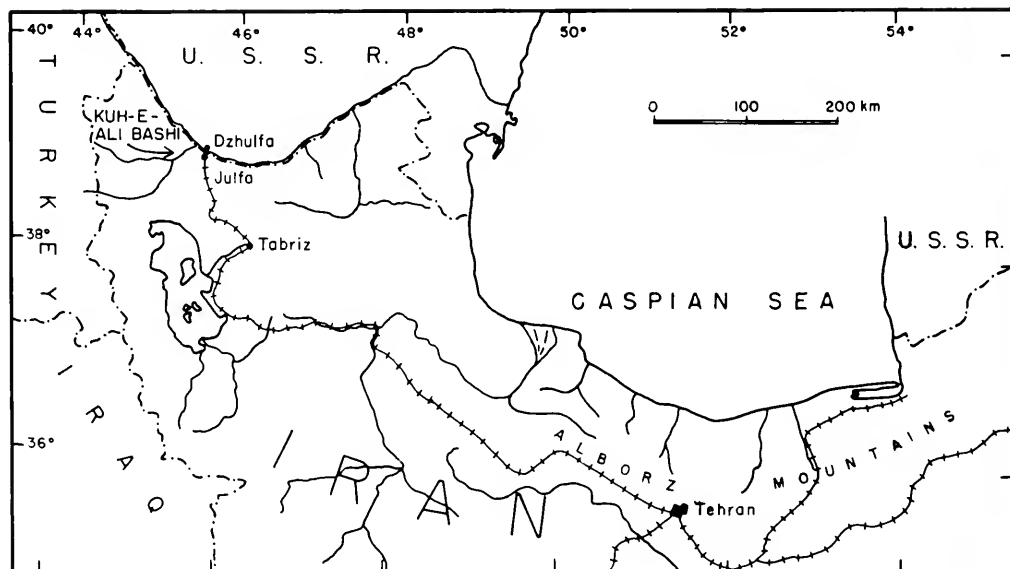 44° 46° 48° 50° 52° 54°
40°
U. S. S. R.
TURKEY
0 100 200 km
KUH-E-
ALI BASHI
Dzhulfa
Julfa
38°
Tabriz
U. S. S. R.
CASPIAN SEA
IRAQ
36°
ALBORZ
MOUNTAINS
IRAN
Tehran